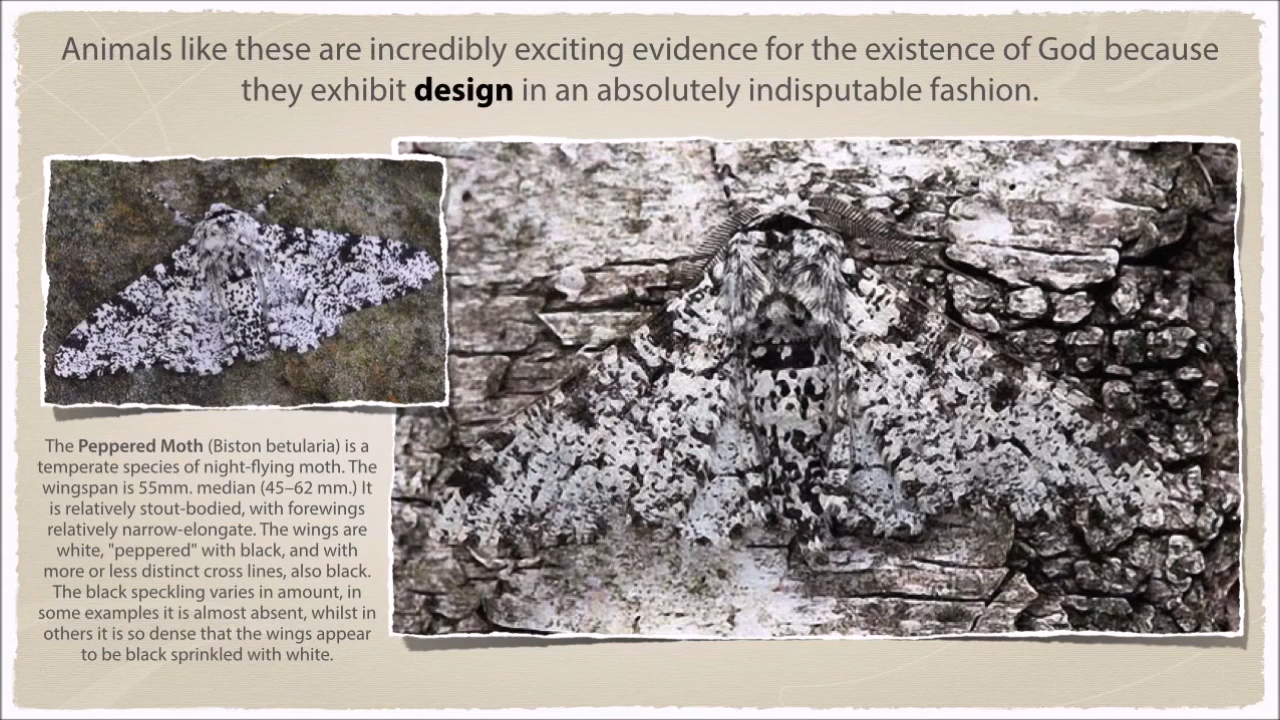 Animals like these are incredibly exciting evidence for the existence of God because
they exhibit design in an absolutely indisputable fashion.
The Peppered Moth (Biston betularia) is a
temperate species of night-flying moth. The
wingspan is 55mm. median (45–62 mm.) It
is relatively stout-bodied, with forewings
relatively narrow-elongate. The wings are
white, "peppered" with black, and with
more or less distinct cross lines, also black.
The black speckling varies in amount, in
some examples it is almost absent, whilst in
others it is so dense that the wings appear
to be black sprinkled with white.